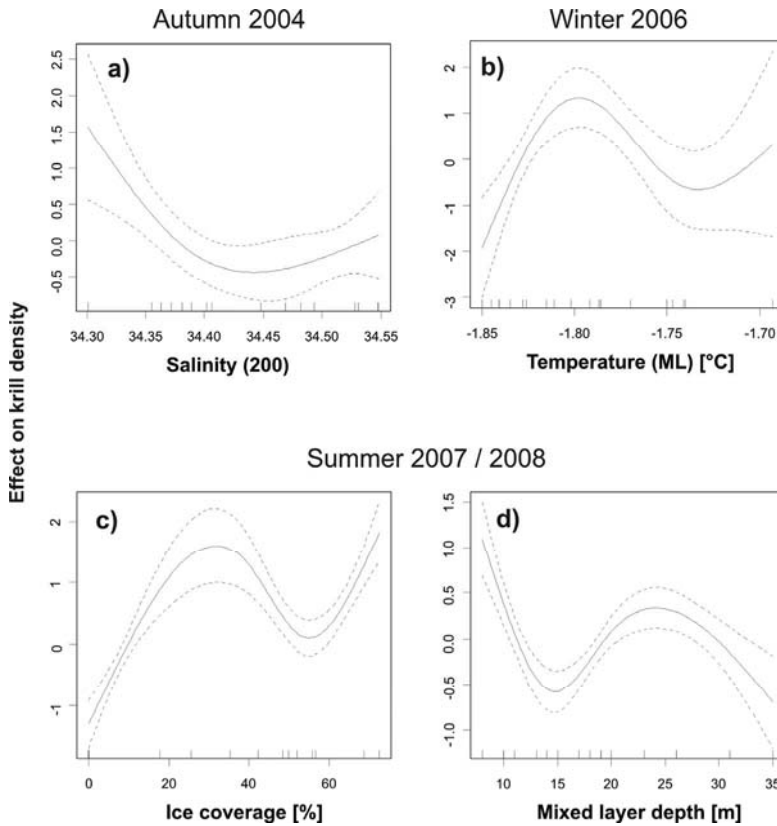 Autumn 2004
Winter 2006
a)
2.5
2.0
1.5
1.0
0.5
0.0
-0.5
34.30 34.35 34.40 34.45 34.50 34.55
Salinity (200)
b)
2
1
0
-1
-2
-3
-1.85 -1.80 -1.75 -1.70
Temperature (ML) [°C]
Effect on krill density
Summer 2007 / 2008
c)
2
1
0
-1
0 20 40 60
Ice coverage [%]
d)
1.5
1.0
0.5
0.0
-0.5
-1.0
10 15 20 25 30 35
Mixed layer depth [m]